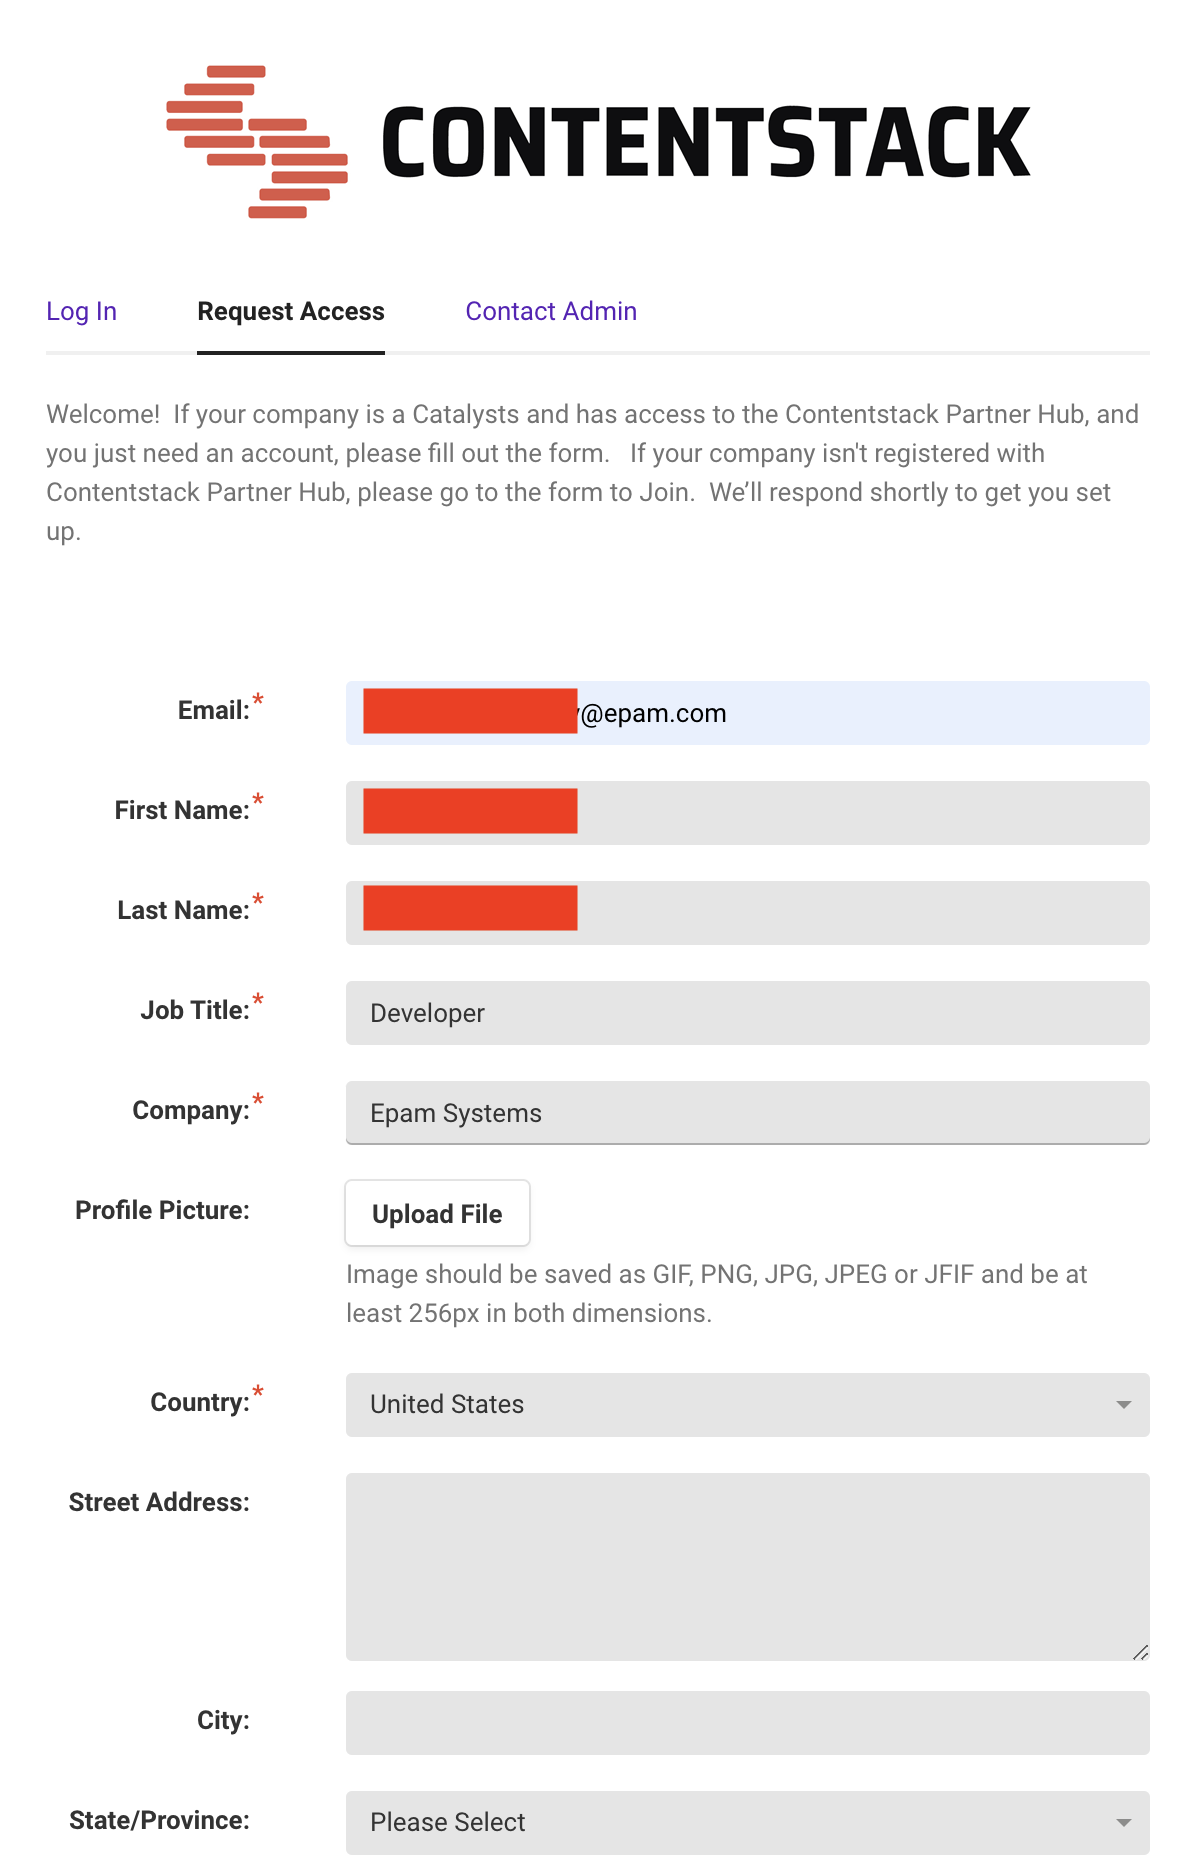 CONTENTSTACK
Log In
Request Access
Contact Admin
Welcome!  If your company is a Catalysts and has access to the Contentstack Partner Hub, and
you just need an account, please fill out the form.   If your company isn't registered with
Contentstack Partner Hub, please go to the form to Join.  We’ll respond shortly to get you set
up.
Email:* @epam.com
First Name:*
Last Name:*
Job Title:* Developer
Company:* Epam Systems
Profile Picture: Upload File
Image should be saved as GIF, PNG, JPG, JPEG or JFIF and be at
least 256px in both dimensions.
Country:* United States
Street Address:
City:
State/Province: Please Select